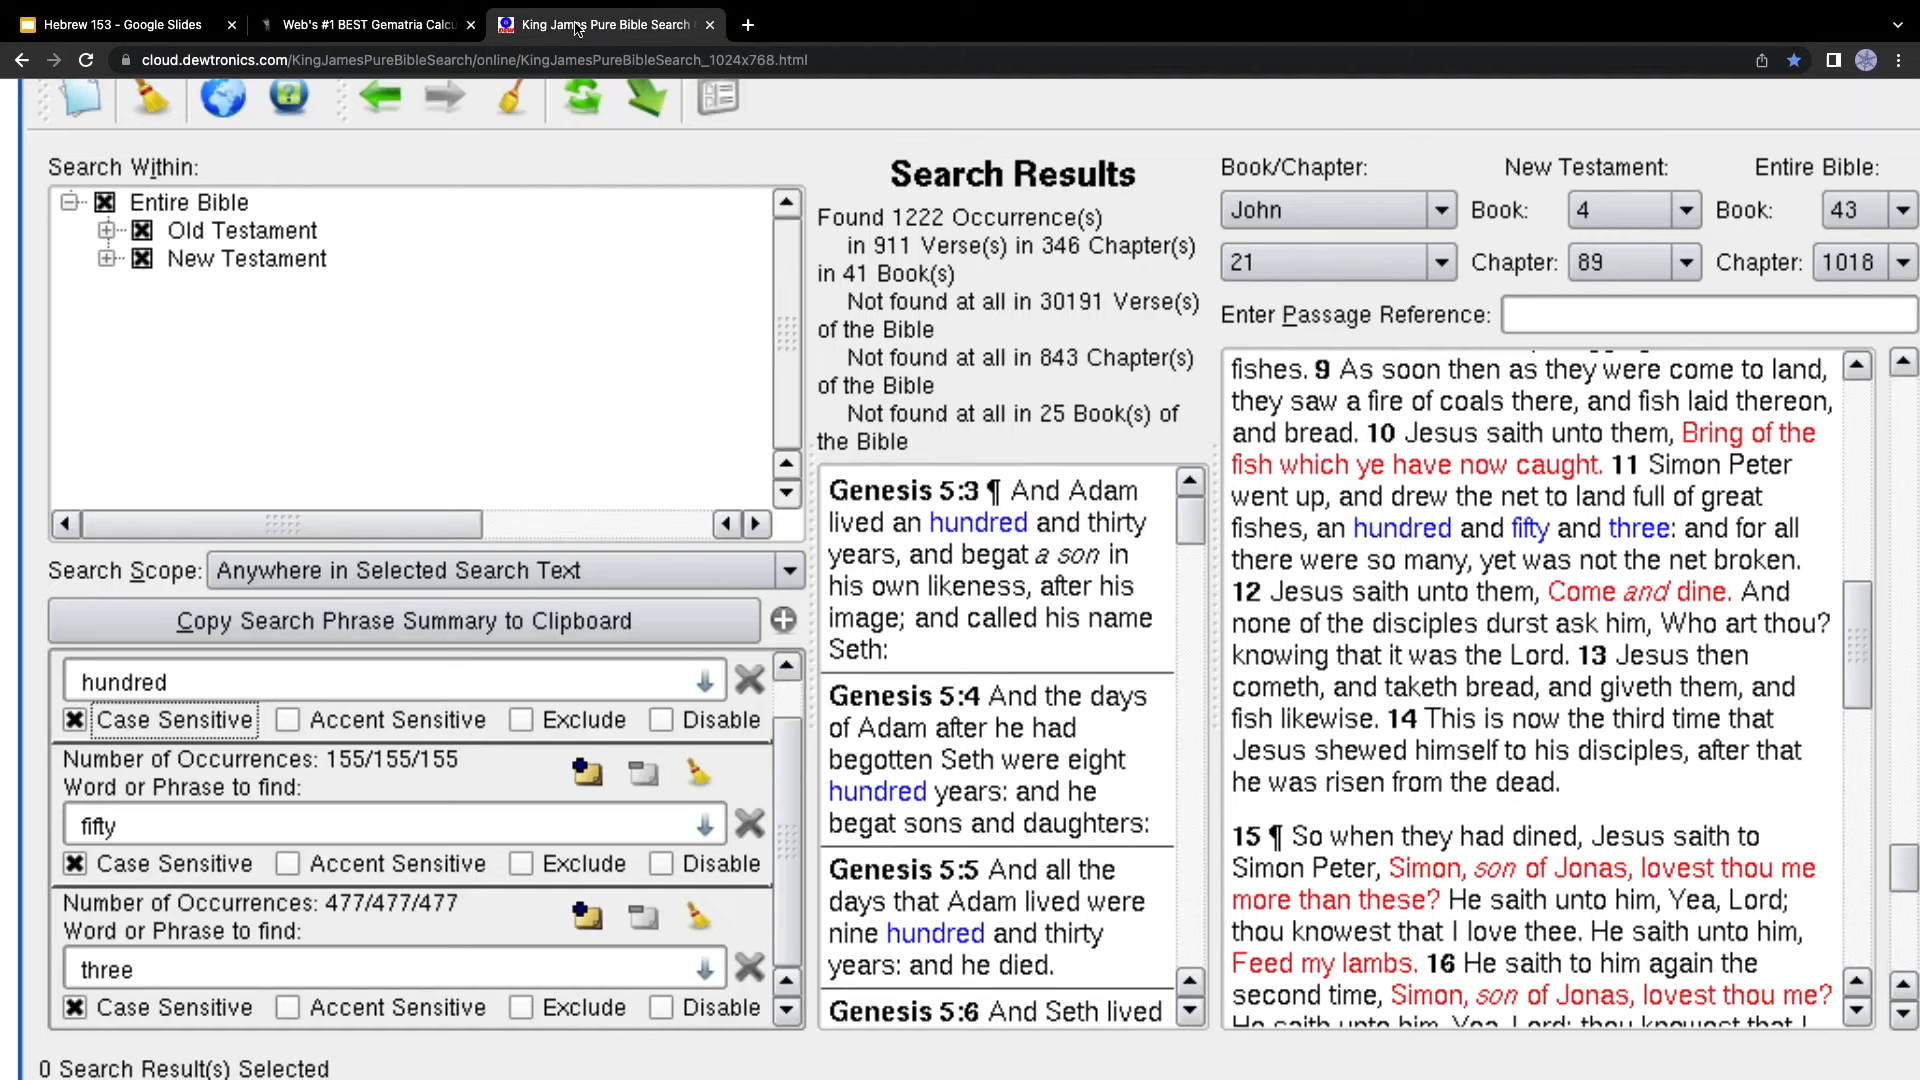 Hebrew 153 - Google Slides
Web's #1 BEST Gematria Calcu
King James Pure Bible Search
cloud.dewtronics.com/KingJamesPureBibleSearch/online/KingJamesPureBibleSearch_1024x768.html
Search Within:
Entire Bible
Old Testament
New Testament
Search Scope: Anywhere in Selected Search Text
Copy Search Phrase Summary to Clipboard
hundred
Case Sensitive Accent Sensitive Exclude Disable
Number of Occurrences: 155/155/155
Word or Phrase to find:
fifty
Case Sensitive Accent Sensitive Exclude Disable
Number of Occurrences: 477/477/477
Word or Phrase to find:
three
Case Sensitive Accent Sensitive Exclude Disable
0 Search Result(s) Selected
Search Results
Found 1222 Occurrence(s)
in 911 Verse(s) in 346 Chapter(s)
in 41 Book(s)
Not found at all in 30191 Verse(s)
of the Bible
Not found at all in 843 Chapter(s)
of the Bible
Not found at all in 25 Book(s) of
the Bible
Genesis 5:3 ¶ And Adam
lived an hundred and thirty
years, and begat a son in
his own likeness, after his
image; and called his name
Seth:
Genesis 5:4 And the days
of Adam after he had
begotten Seth were eight
hundred years: and he
begat sons and daughters:
Genesis 5:5 And all the
days that Adam lived were
nine hundred and thirty
years: and he died.
Genesis 5:6 And Seth lived
Book/Chapter: New Testament: Entire Bible:
John Book: 4 Book: 43
21 Chapter: 89 Chapter: 1018
Enter Passage Reference:
fishes. 9 As soon then as they were come to land,
they saw a fire of coals there, and fish laid thereon,
and bread. 10 Jesus saith unto them, Bring of the
fish which ye have now caught. 11 Simon Peter
went up, and drew the net to land full of great
fishes, an hundred and fifty and three: and for all
there were so many, yet was not the net broken.
12 Jesus saith unto them, Come and dine. And
none of the disciples durst ask him, Who art thou?
knowing that it was the Lord. 13 Jesus then
cometh, and taketh bread, and giveth them, and
fish likewise. 14 This is now the third time that
Jesus shewed himself to his disciples, after that
he was risen from the dead.
15 ¶ So when they had dined, Jesus saith to
Simon Peter, Simon, son of Jonas, lovest thou me
more than these? He saith unto him, Yea, Lord;
thou knowest that I love thee. He saith unto him,
Feed my lambs. 16 He saith to him again the
second time, Simon, son of Jonas, lovest thou me?
He saith unto him, Yea, Lord; thou knowest that I